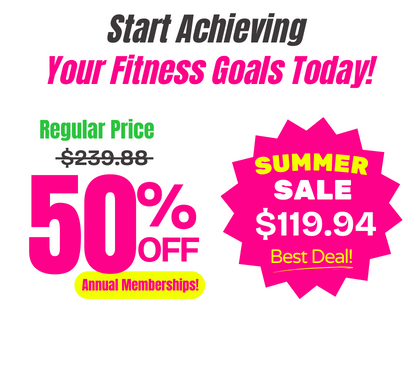 Start Achieving
Your Fitness Goals Today!
Regular Price
$239.88
50%
OFF
Annual Memberships!
SUMMER
SALE
$119.94
Best Deal!